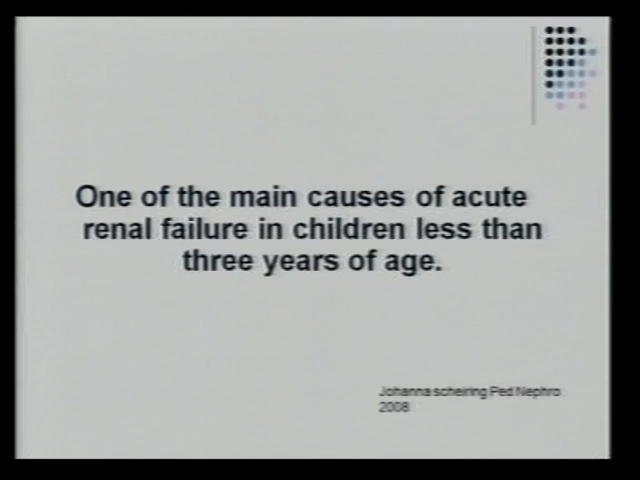 One of the main causes of acute
renal failure in children less than
three years of age.
Johanna scheiring Ped Nephro
2008